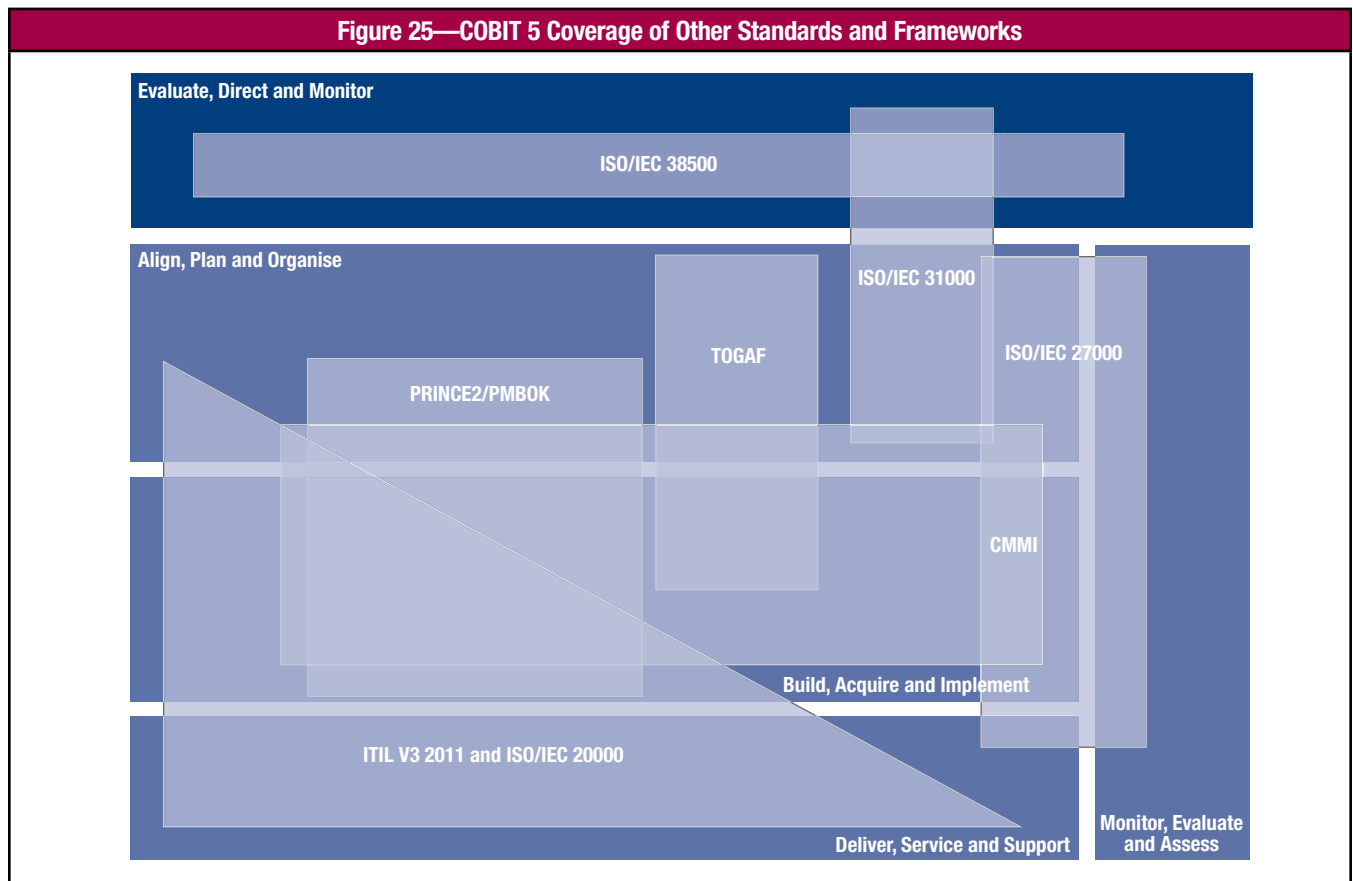 Figure 25—COBIT 5 Coverage of Other Standards and Frameworks
Evaluate, Direct and Monitor
ISO/IEC 38500
Align, Plan and Organise
ISO/IEC 31000
ISO/IEC 27000
TOGAF
PRINCE2/PMBOK
CMMI
Build, Acquire and Implement
ITIL V3 2011 and ISO/IEC 20000
Deliver, Service and Support
Monitor, Evaluate
and Assess